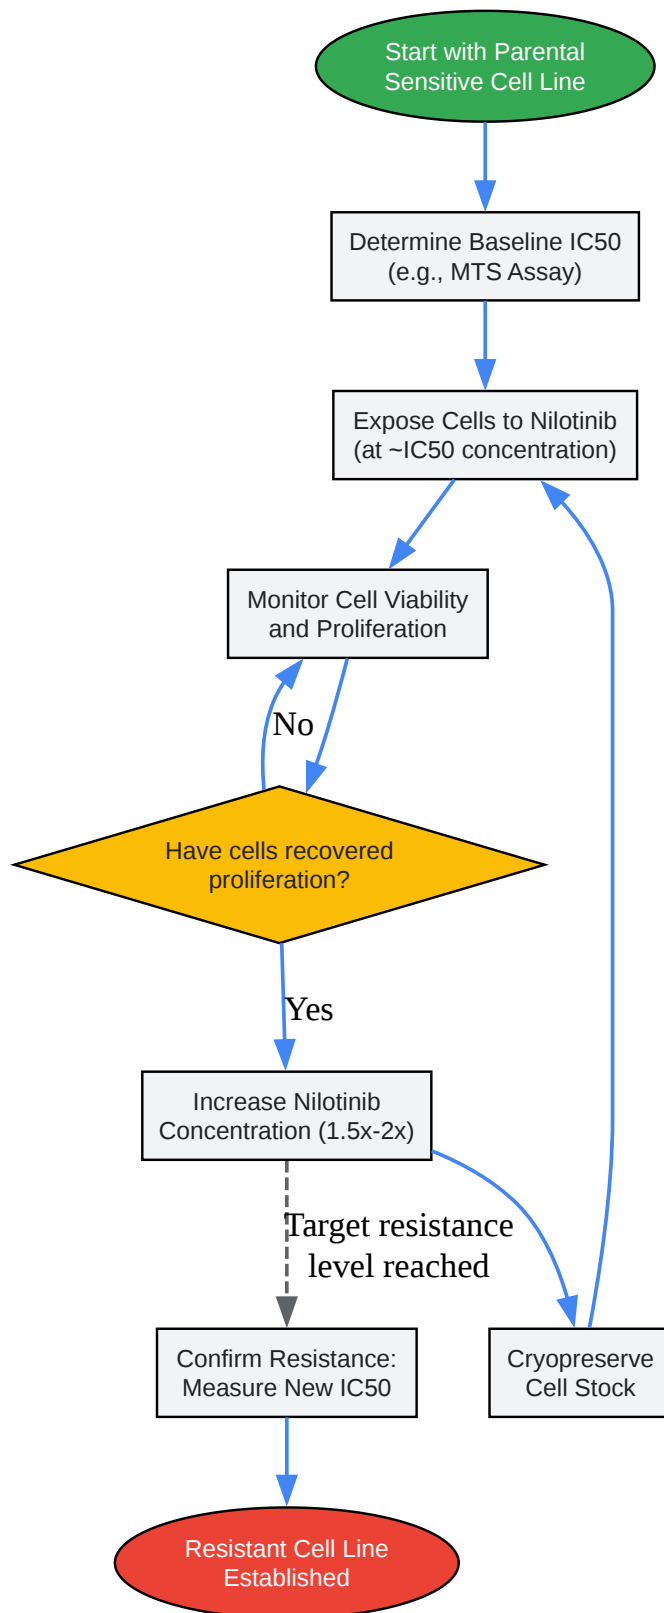 Start with Parental
Sensitive Cell Line
Determine Baseline IC50
(e.g., MTS Assay)
Expose Cells to Nilotinib
(at ~IC50 concentration)
Monitor Cell Viability
and Proliferation
No
Have cells recovered
proliferation?
Yes
Increase Nilotinib
Concentration (1.5x-2x)
Target resistance
level reached
Confirm Resistance:
Measure New IC50
Cryopreserve
Cell Stock
Resistant Cell Line
Established